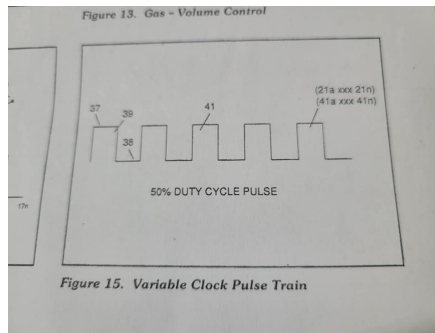 Figure 13. Gas - Volume Control
(21a xxx 21n)
(41a xxx 41n)
37
39
41
38
50% DUTY CYCLE PULSE
17n
Figure 15. Variable Clock Pulse Train